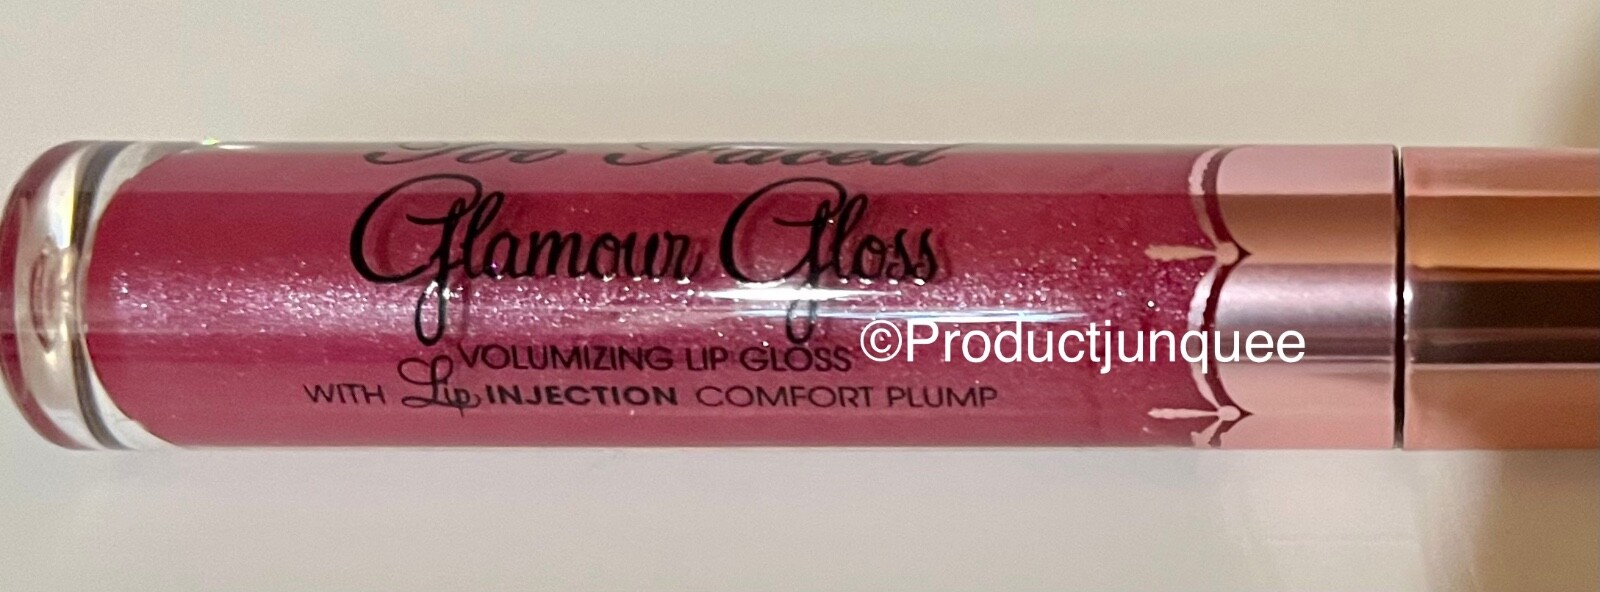 Too Faced
Glamour Gloss
VOLUMIZING LIP GLOSS
©Productjunquee
WITH Lip INJECTION COMFORT PLUMP